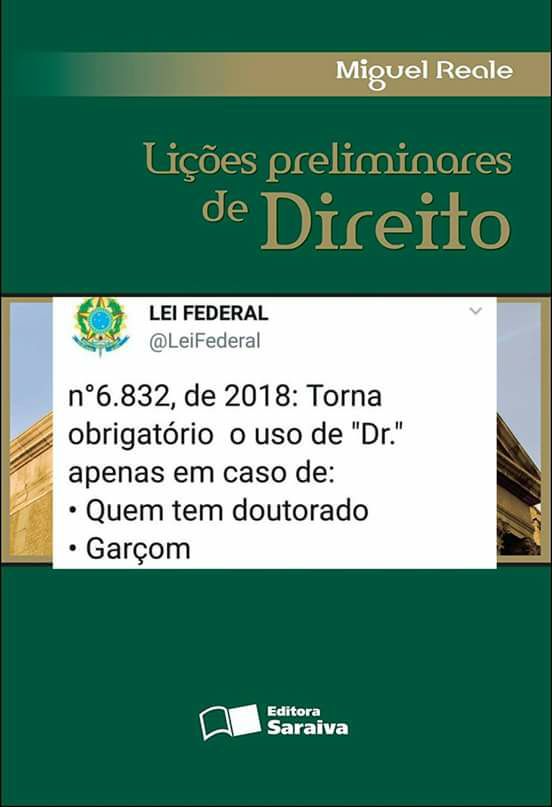 Miguel Reale
Lições preliminares
de Direito
LEI FEDERAL
@LeiFederal
n°6.832, de 2018: Torna
obrigatório o uso de "Dr."
apenas em caso de:
• Quem tem doutorado
• Garçom
Editora
Saraiva